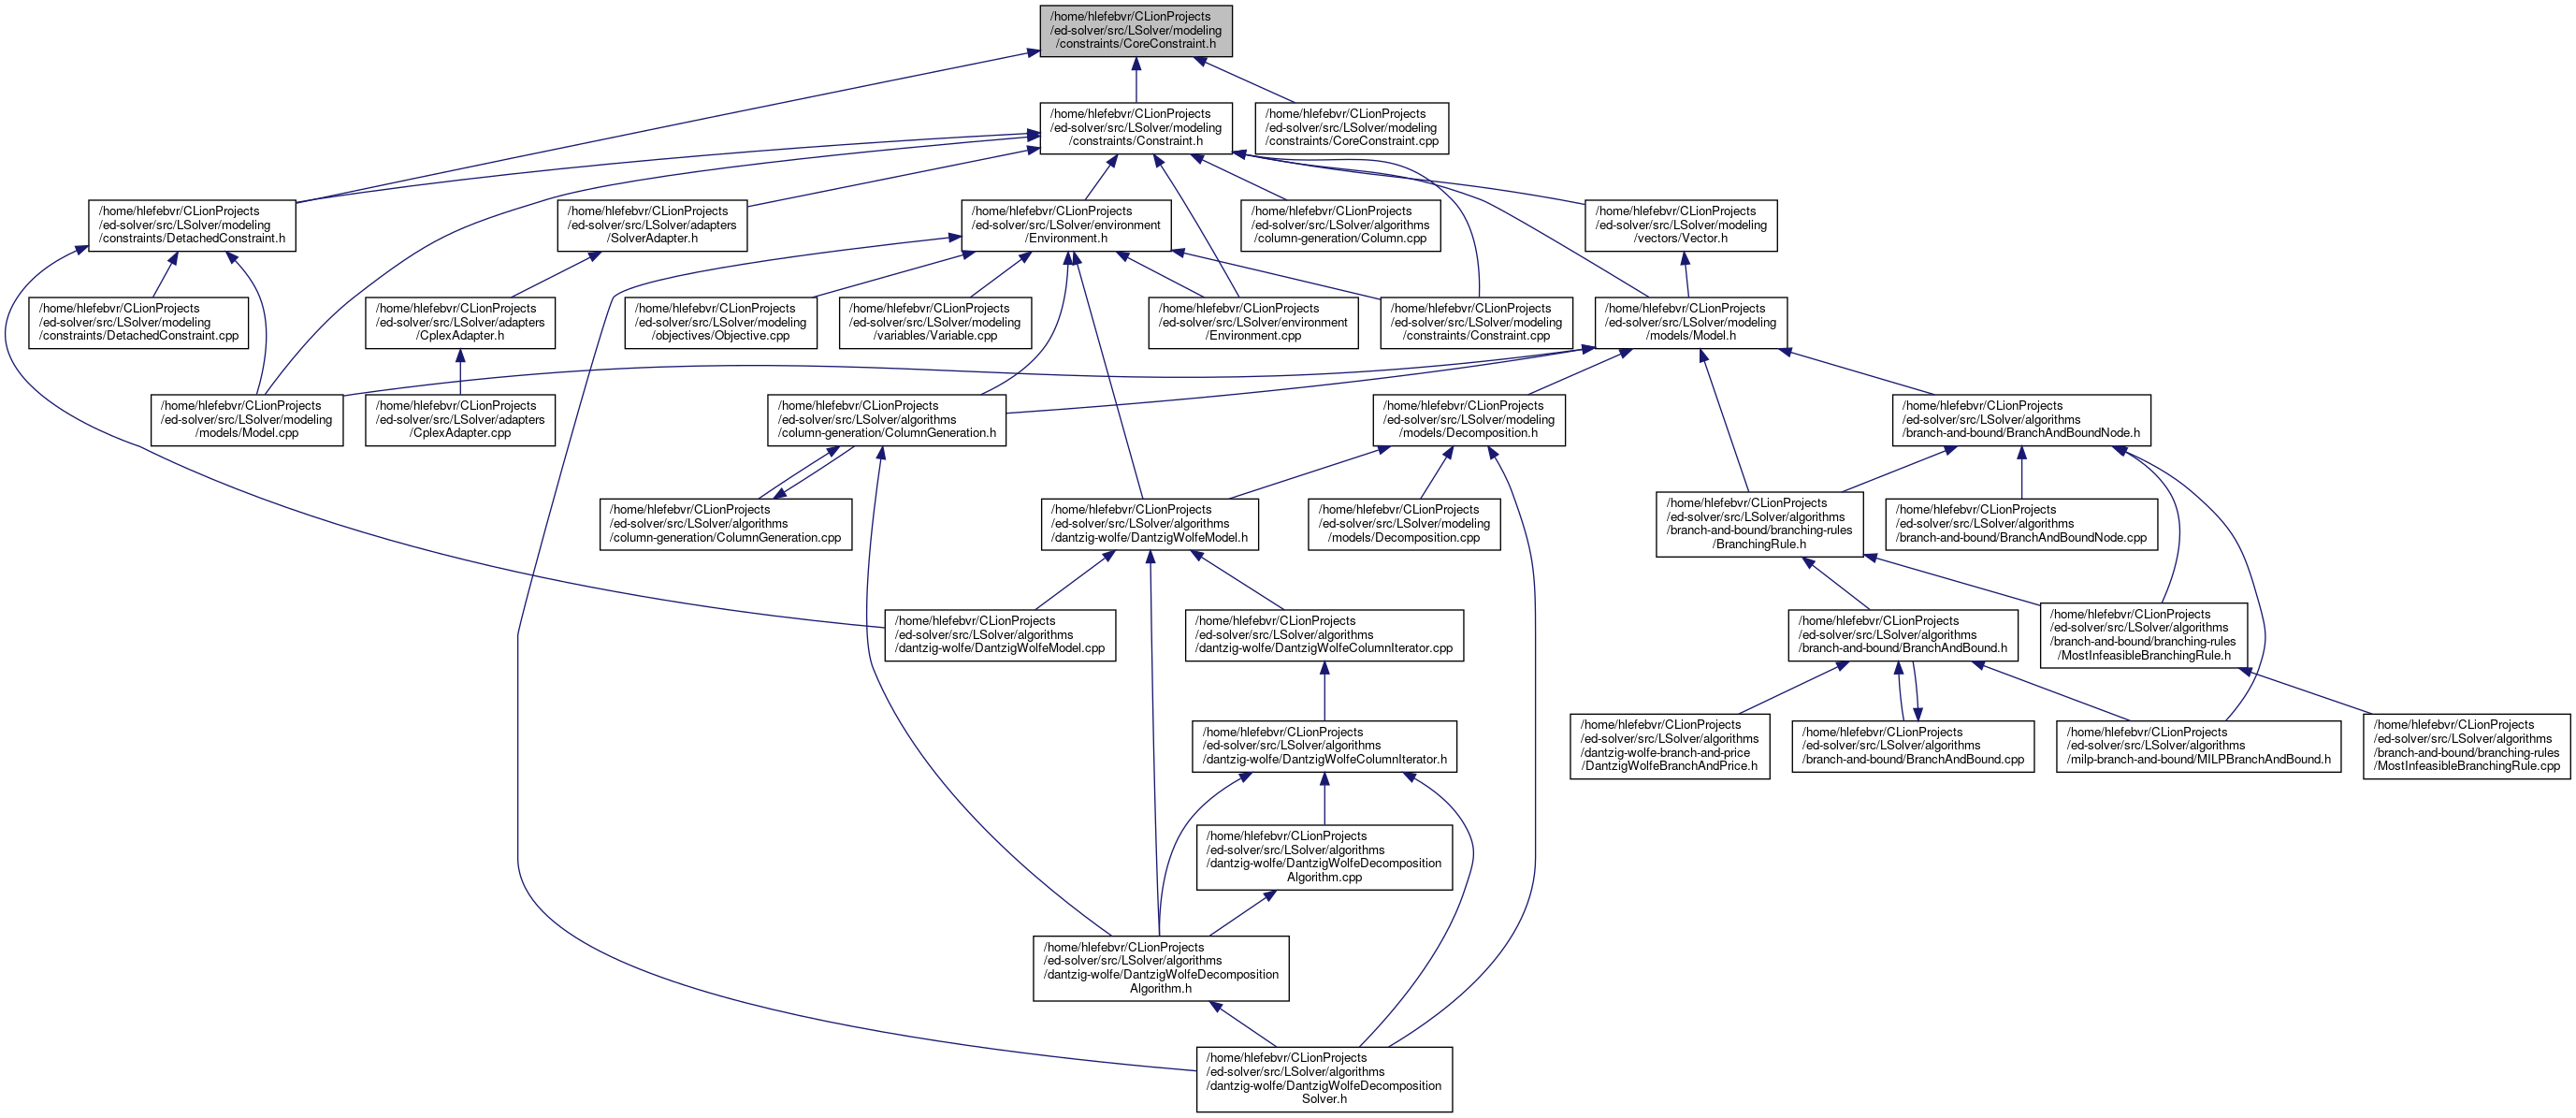 /home/hlefebvr/CLionProjects
/ed-solver/src/LSolver/modeling
/constraints/CoreConstraint.h
/home/hlefebvr/CLionProjects
/ed-solver/src/LSolver/modeling
/constraints/Constraint.h
/home/hlefebvr/CLionProjects
/ed-solver/src/LSolver/modeling
/constraints/CoreConstraint.cpp
/home/hlefebvr/CLionProjects
/ed-solver/src/LSolver/modeling
/constraints/DetachedConstraint.h
/home/hlefebvr/CLionProjects
/ed-solver/src/LSolver/adapters
/SolverAdapter.h
/home/hlefebvr/CLionProjects
/ed-solver/src/LSolver/environment
/Environment.h
/home/hlefebvr/CLionProjects
/ed-solver/src/LSolver/algorithms
/column-generation/Column.cpp
/home/hlefebvr/CLionProjects
/ed-solver/src/LSolver/modeling
/vectors/Vector.h
/home/hlefebvr/CLionProjects
/ed-solver/src/LSolver/modeling
/constraints/DetachedConstraint.cpp
/home/hlefebvr/CLionProjects
/ed-solver/src/LSolver/adapters
/CplexAdapter.h
/home/hlefebvr/CLionProjects
/ed-solver/src/LSolver/modeling
/objectives/Objective.cpp
/home/hlefebvr/CLionProjects
/ed-solver/src/LSolver/modeling
/variables/Variable.cpp
/home/hlefebvr/CLionProjects
/ed-solver/src/LSolver/environment
/Environment.cpp
/home/hlefebvr/CLionProjects
/ed-solver/src/LSolver/modeling
/constraints/Constraint.cpp
/home/hlefebvr/CLionProjects
/ed-solver/src/LSolver/modeling
/models/Model.h
/home/hlefebvr/CLionProjects
/ed-solver/src/LSolver/modeling
/models/Model.cpp
/home/hlefebvr/CLionProjects
/ed-solver/src/LSolver/adapters
/CplexAdapter.cpp
/home/hlefebvr/CLionProjects
/ed-solver/src/LSolver/algorithms
/column-generation/ColumnGeneration.h
/home/hlefebvr/CLionProjects
/ed-solver/src/LSolver/modeling
/models/Decomposition.h
/home/hlefebvr/CLionProjects
/ed-solver/src/LSolver/algorithms
/branch-and-bound/BranchAndBoundNode.h
/home/hlefebvr/CLionProjects
/ed-solver/src/LSolver/algorithms
/column-generation/ColumnGeneration.cpp
/home/hlefebvr/CLionProjects
/ed-solver/src/LSolver/algorithms
/dantzig-wolfe/DantzigWolfeModel.h
/home/hlefebvr/CLionProjects
/ed-solver/src/LSolver/modeling
/models/Decomposition.cpp
/home/hlefebvr/CLionProjects
/ed-solver/src/LSolver/algorithms
/branch-and-bound/branching-rules
/BranchingRule.h
/home/hlefebvr/CLionProjects
/ed-solver/src/LSolver/algorithms
/branch-and-bound/BranchAndBoundNode.cpp
/home/hlefebvr/CLionProjects
/ed-solver/src/LSolver/algorithms
/dantzig-wolfe/DantzigWolfeModel.cpp
/home/hlefebvr/CLionProjects
/ed-solver/src/LSolver/algorithms
/dantzig-wolfe/DantzigWolfeColumnIterator.cpp
/home/hlefebvr/CLionProjects
/ed-solver/src/LSolver/algorithms
/branch-and-bound/BranchAndBound.h
/home/hlefebvr/CLionProjects
/ed-solver/src/LSolver/algorithms
/branch-and-bound/branching-rules
/MostInfeasibleBranchingRule.h
/home/hlefebvr/CLionProjects
/ed-solver/src/LSolver/algorithms
/dantzig-wolfe/DantzigWolfeColumnIterator.h
/home/hlefebvr/CLionProjects
/ed-solver/src/LSolver/algorithms
/dantzig-wolfe-branch-and-price
/DantzigWolfeBranchAndPrice.h
/home/hlefebvr/CLionProjects
/ed-solver/src/LSolver/algorithms
/branch-and-bound/BranchAndBound.cpp
/home/hlefebvr/CLionProjects
/ed-solver/src/LSolver/algorithms
/milp-branch-and-bound/MILPBranchAndBound.h
/home/hlefebvr/CLionProjects
/ed-solver/src/LSolver/algorithms
/branch-and-bound/branching-rules
/MostInfeasibleBranchingRule.cpp
/home/hlefebvr/CLionProjects
/ed-solver/src/LSolver/algorithms
/dantzig-wolfe/DantzigWolfeDecomposition
Algorithm.cpp
/home/hlefebvr/CLionProjects
/ed-solver/src/LSolver/algorithms
/dantzig-wolfe/DantzigWolfeDecomposition
Algorithm.h
/home/hlefebvr/CLionProjects
/ed-solver/src/LSolver/algorithms
/dantzig-wolfe/DantzigWolfeDecomposition
Solver.h